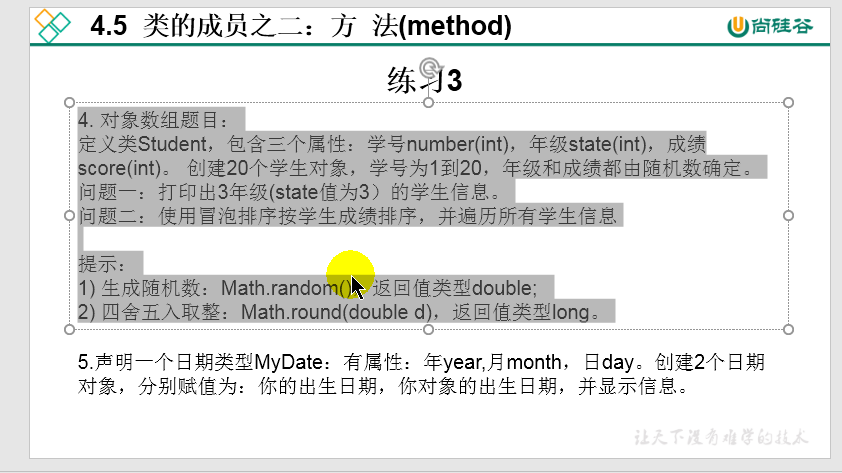 4.5 类的成员之二：方 法(method)
尚硅谷
练习3
4. 对象数组题目：
定义类Student，包含三个属性：学号number(int)，年级state(int)，成绩
score(int)。 创建20个学生对象，学号为1到20，年级和成绩都由随机数确定。
问题一：打印出3年级(state值为3）的学生信息。
问题二：使用冒泡排序按学生成绩排序，并遍历所有学生信息
提示：
1) 生成随机数：Math.random()，返回值类型double;
2) 四舍五入取整：Math.round(double d)，返回值类型long。
5.声明一个日期类型MyDate：有属性：年year,月month，日day。创建2个日期
对象，分别赋值为：你的出生日期，你对象的出生日期，并显示信息。
让天下没有难学的技术